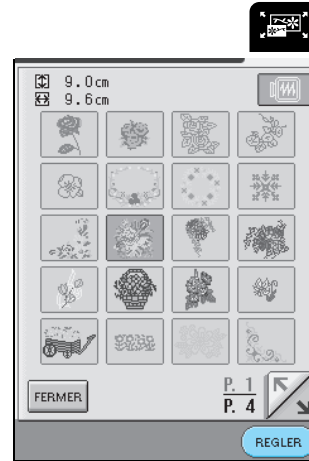 9.0cm
9.6cm
FERMER
P. 1
P. 4
REGLER